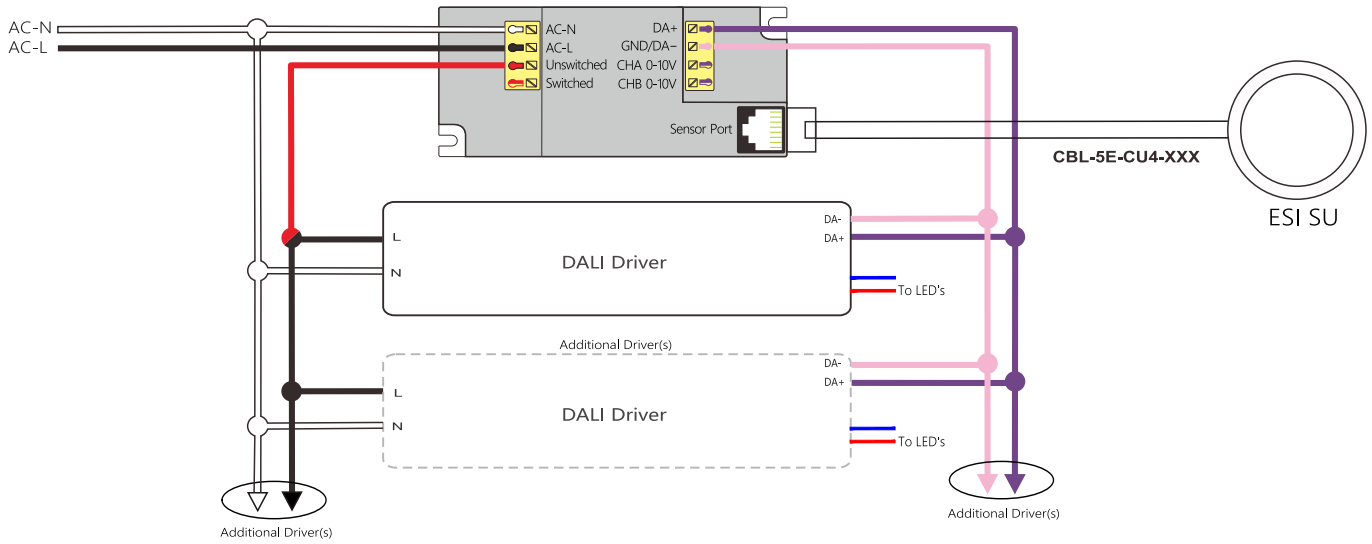 AC-N
AC-L
AC-N
AC-L
Unswitched
Switched
DA+
GND/DA–
CHA 0-10V
CHB 0-10V
Sensor Port
CBL-5E-CU4-XXX
ESI SU
L
N
DALI Driver
DA-
DA+
To LED's
Additional Driver(s)
L
N
DALI Driver
DA-
DA+
To LED's
Additional Driver(s)
Additional Driver(s)